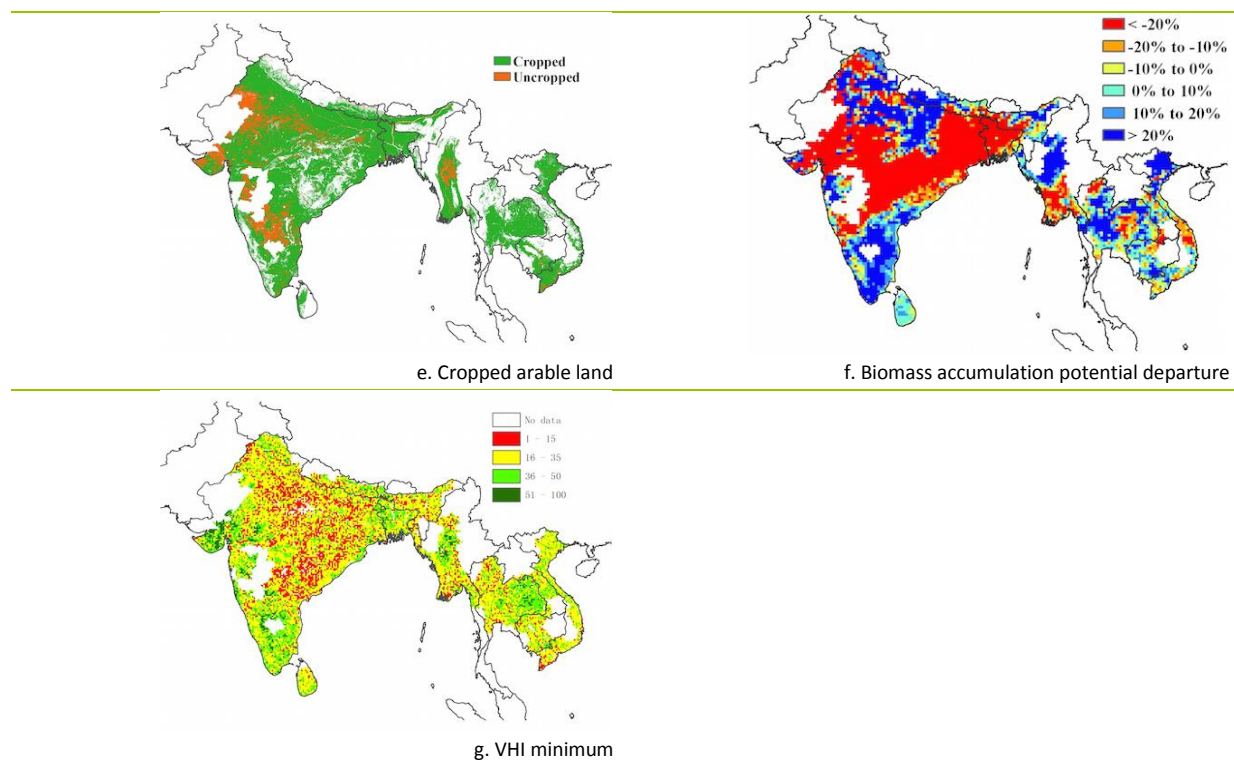 Cropped
Uncropped
e. Cropped arable land
< -20%
-20% to -10%
-10% to 0%
0% to 10%
10% to 20%
> 20%
f. Biomass accumulation potential departure
No data
1 - 15
16 - 35
36 - 50
51 - 100
g. VHI minimum